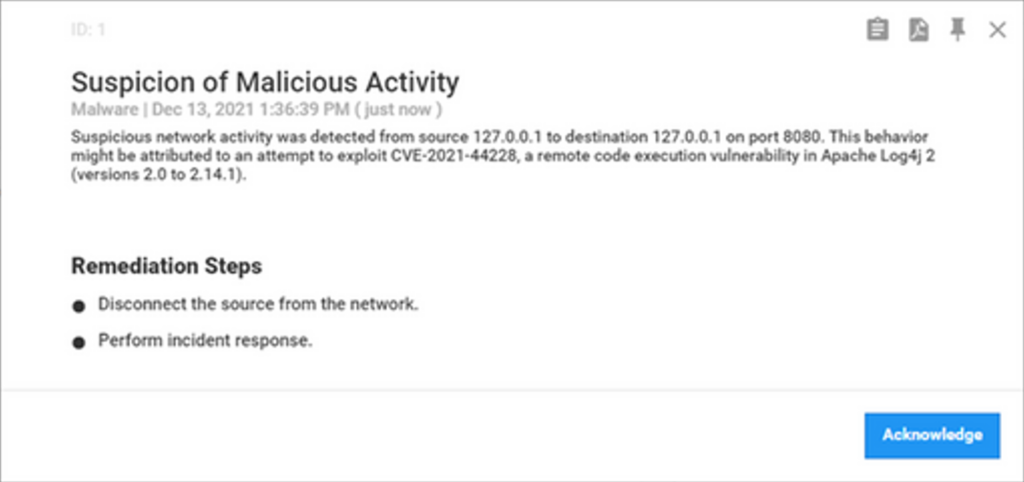 ID: 1
Suspicion of Malicious Activity
Malware | Dec 13, 2021 1:36:39 PM ( just now )
Suspicious network activity was detected from source 127.0.0.1 to destination 127.0.0.1 on port 8080. This behavior
might be attributed to an attempt to exploit CVE-2021-44228, a remote code execution vulnerability in Apache Log4j 2
(versions 2.0 to 2.14.1).
Remediation Steps
● Disconnect the source from the network.
● Perform incident response.
Acknowledge